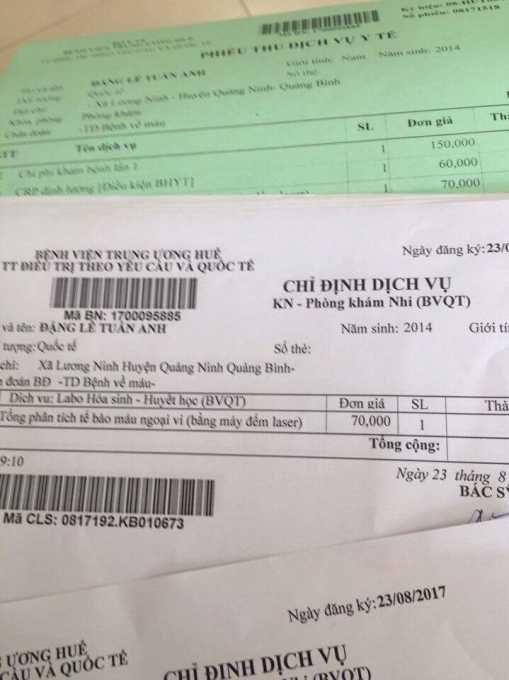 PHIẾU THU DỊCH VỤ Y TẾ
Số phiếu: 08171518
ĐẶNG LÊ TUẤN ANH
Giới tính: Nam Năm sinh: 2014
Quốc tế
Số thẻ:
- Xã Lương Ninh - Huyện Quảng Ninh- Quảng Bình
Phòng khám
Chẩn đoán -TD Bệnh về máu
Tên dịch vụ SL Đơn giá
Chi phí khám bệnh lần 1 150,000
CRP định lượng [Điều kiện BHYT] 1 60,000
1 70,000
BỆNH VIỆN TRUNG ƯƠNG HUẾ
TT ĐIỀU TRỊ THEO YÊU CẦU VÀ QUỐC TẾ
Ngày đăng ký:23/0
CHỈ ĐỊNH DỊCH VỤ
KN - Phòng khám Nhi (BVQT)
Mã BN: 1700095885
và tên: ĐẶNG LÊ TUẤN ANH Năm sinh: 2014 Giới tí
tượng:Quốc tế Số thẻ:
chỉ: Xã Lương Ninh Huyện Quảng Ninh Quảng Bình-
đoán BĐ -TD Bệnh về máu-
Dịch vụ: Labo Hóa sinh - Huyết học (BVQT) Đơn giá SL Thà
Tổng phân tích tế bào máu ngoại vi (bằng máy đếm laser) 70,000 1
Tổng cộng:
9:10
Ngày 23 tháng 8
BÁC S
Mã CLS: 0817192.KB010673
Ngày đăng ký:23/08/2017
ƯƠNG HUẾ
CẦU VÀ QUỐC TẾ
CHỈ ĐỊNH DỊCH VỤ
Nhi (BVQT)